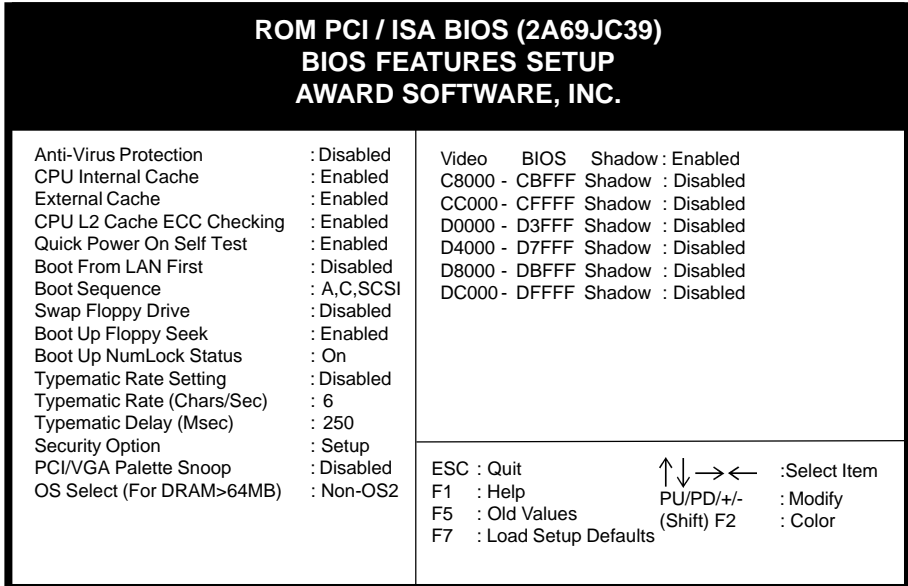 ROM PCI / ISA BIOS (2A69JC39)
BIOS FEATURES SETUP
AWARD SOFTWARE, INC.
Anti-Virus Protection : Disabled
CPU Internal Cache : Enabled
External Cache : Enabled
CPU L2 Cache ECC Checking : Enabled
Quick Power On Self Test : Enabled
Boot From LAN First : Disabled
Boot Sequence : A,C,SCSI
Swap Floppy Drive : Disabled
Boot Up Floppy Seek : Enabled
Boot Up NumLock Status : On
Typematic Rate Setting : Disabled
Typematic Rate (Chars/Sec) : 6
Typematic Delay (Msec) : 250
Security Option : Setup
PCI/VGA Palette Snoop : Disabled
OS Select (For DRAM>64MB) : Non-OS2
Video BIOS Shadow : Enabled
C8000 - CBFFF Shadow : Disabled
CC000 - CFFFF Shadow : Disabled
D0000 - D3FFF Shadow : Disabled
D4000 - D7FFF Shadow : Disabled
D8000 - DBFFF Shadow : Disabled
DC000 - DFFFF Shadow : Disabled
ESC : Quit ↑↓→← :Select Item
F1 : Help PU/PD/+/- : Modify
F5 : Old Values (Shift) F2 : Color
F7 : Load Setup Defaults